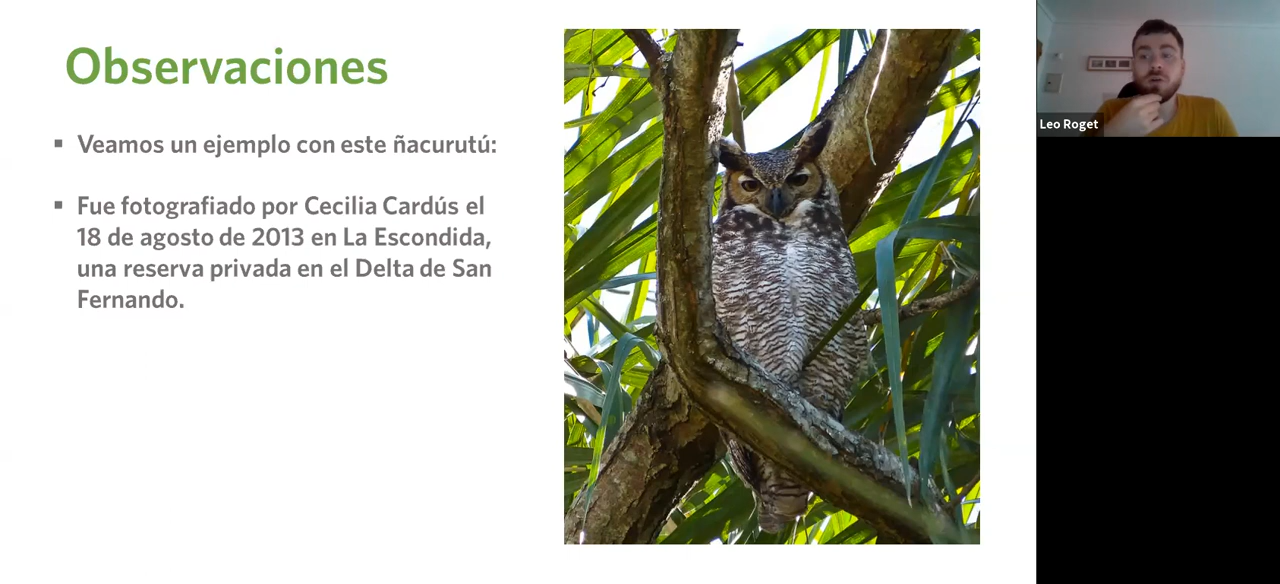 Observaciones
▪ Veamos un ejemplo con este ñacurutú:
▪ Fue fotografiado por Cecilia Cardús el
18 de agosto de 2013 en La Escondida,
una reserva privada en el Delta de San
Fernando.
Leo Roget